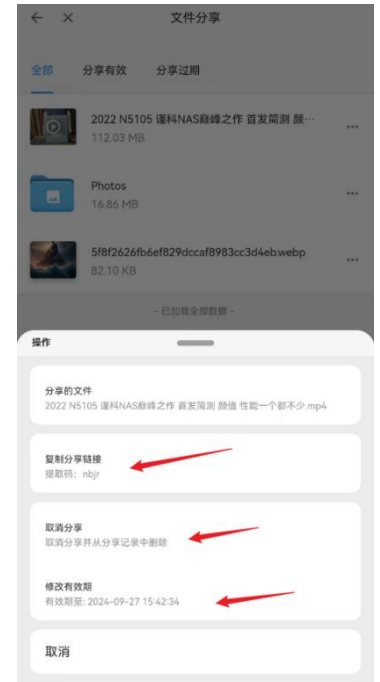 文件分享
全部 分享有效 分享过期
2022 N5105 谨科NAS巅峰之作 首发简测 颜…
112.03 MB
Photos
16.86 MB
5f8f2626fb6ef829dccaf8983cc3d4eb.webp
82.10 KB
- 已加载全部数据 -
操作
分享的文件
2022 N5105 谨科NAS巅峰之作 首发简测 颜值 性能一个都不少.mp4
复制分享链接
提取码：nbjr
取消分享
取消分享并从分享记录中删除
修改有效期
有效期至: 2024-09-27 15:42:34
取消